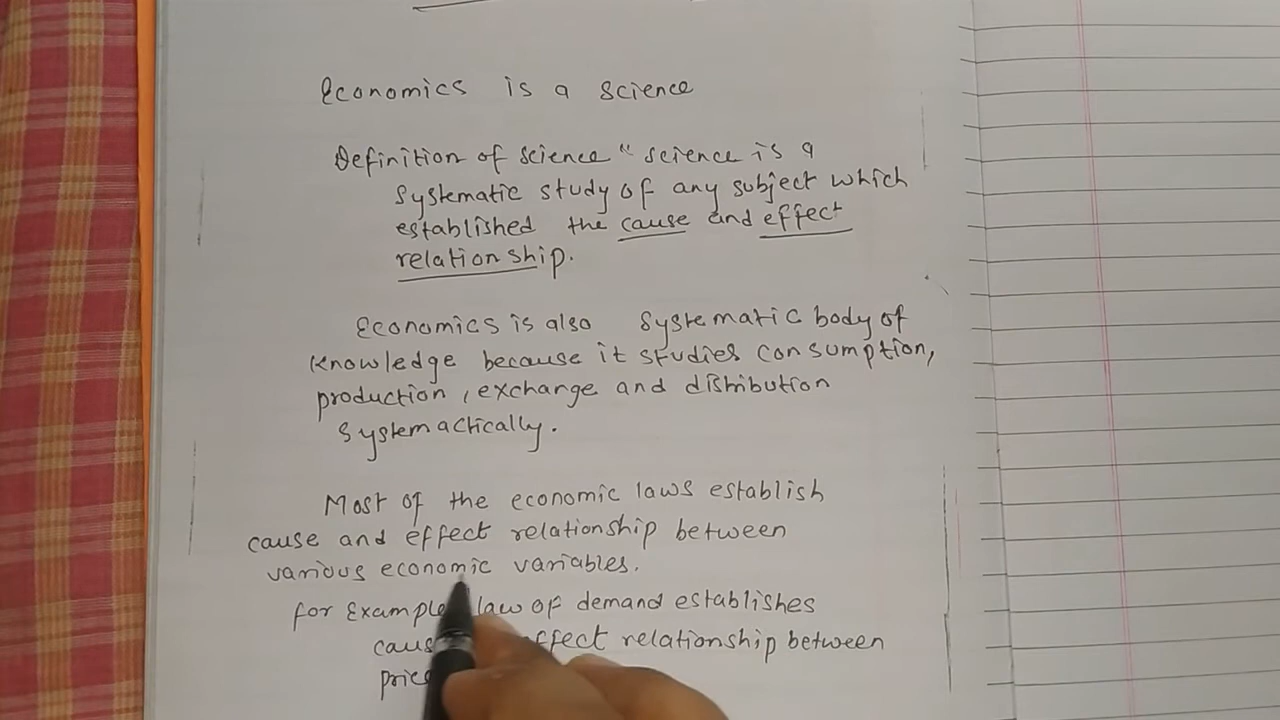 Economics is a science
Definition of science " science is a
systematic study of any subject which
established the cause and effect
relationship.
Economics is also systematic body of
knowledge because it studies consumption,
production, exchange and distribution
systemactically.
Most of the economic laws establish
cause and effect relationship between
various economic variables.
for Example law of demand establishes
relationship between